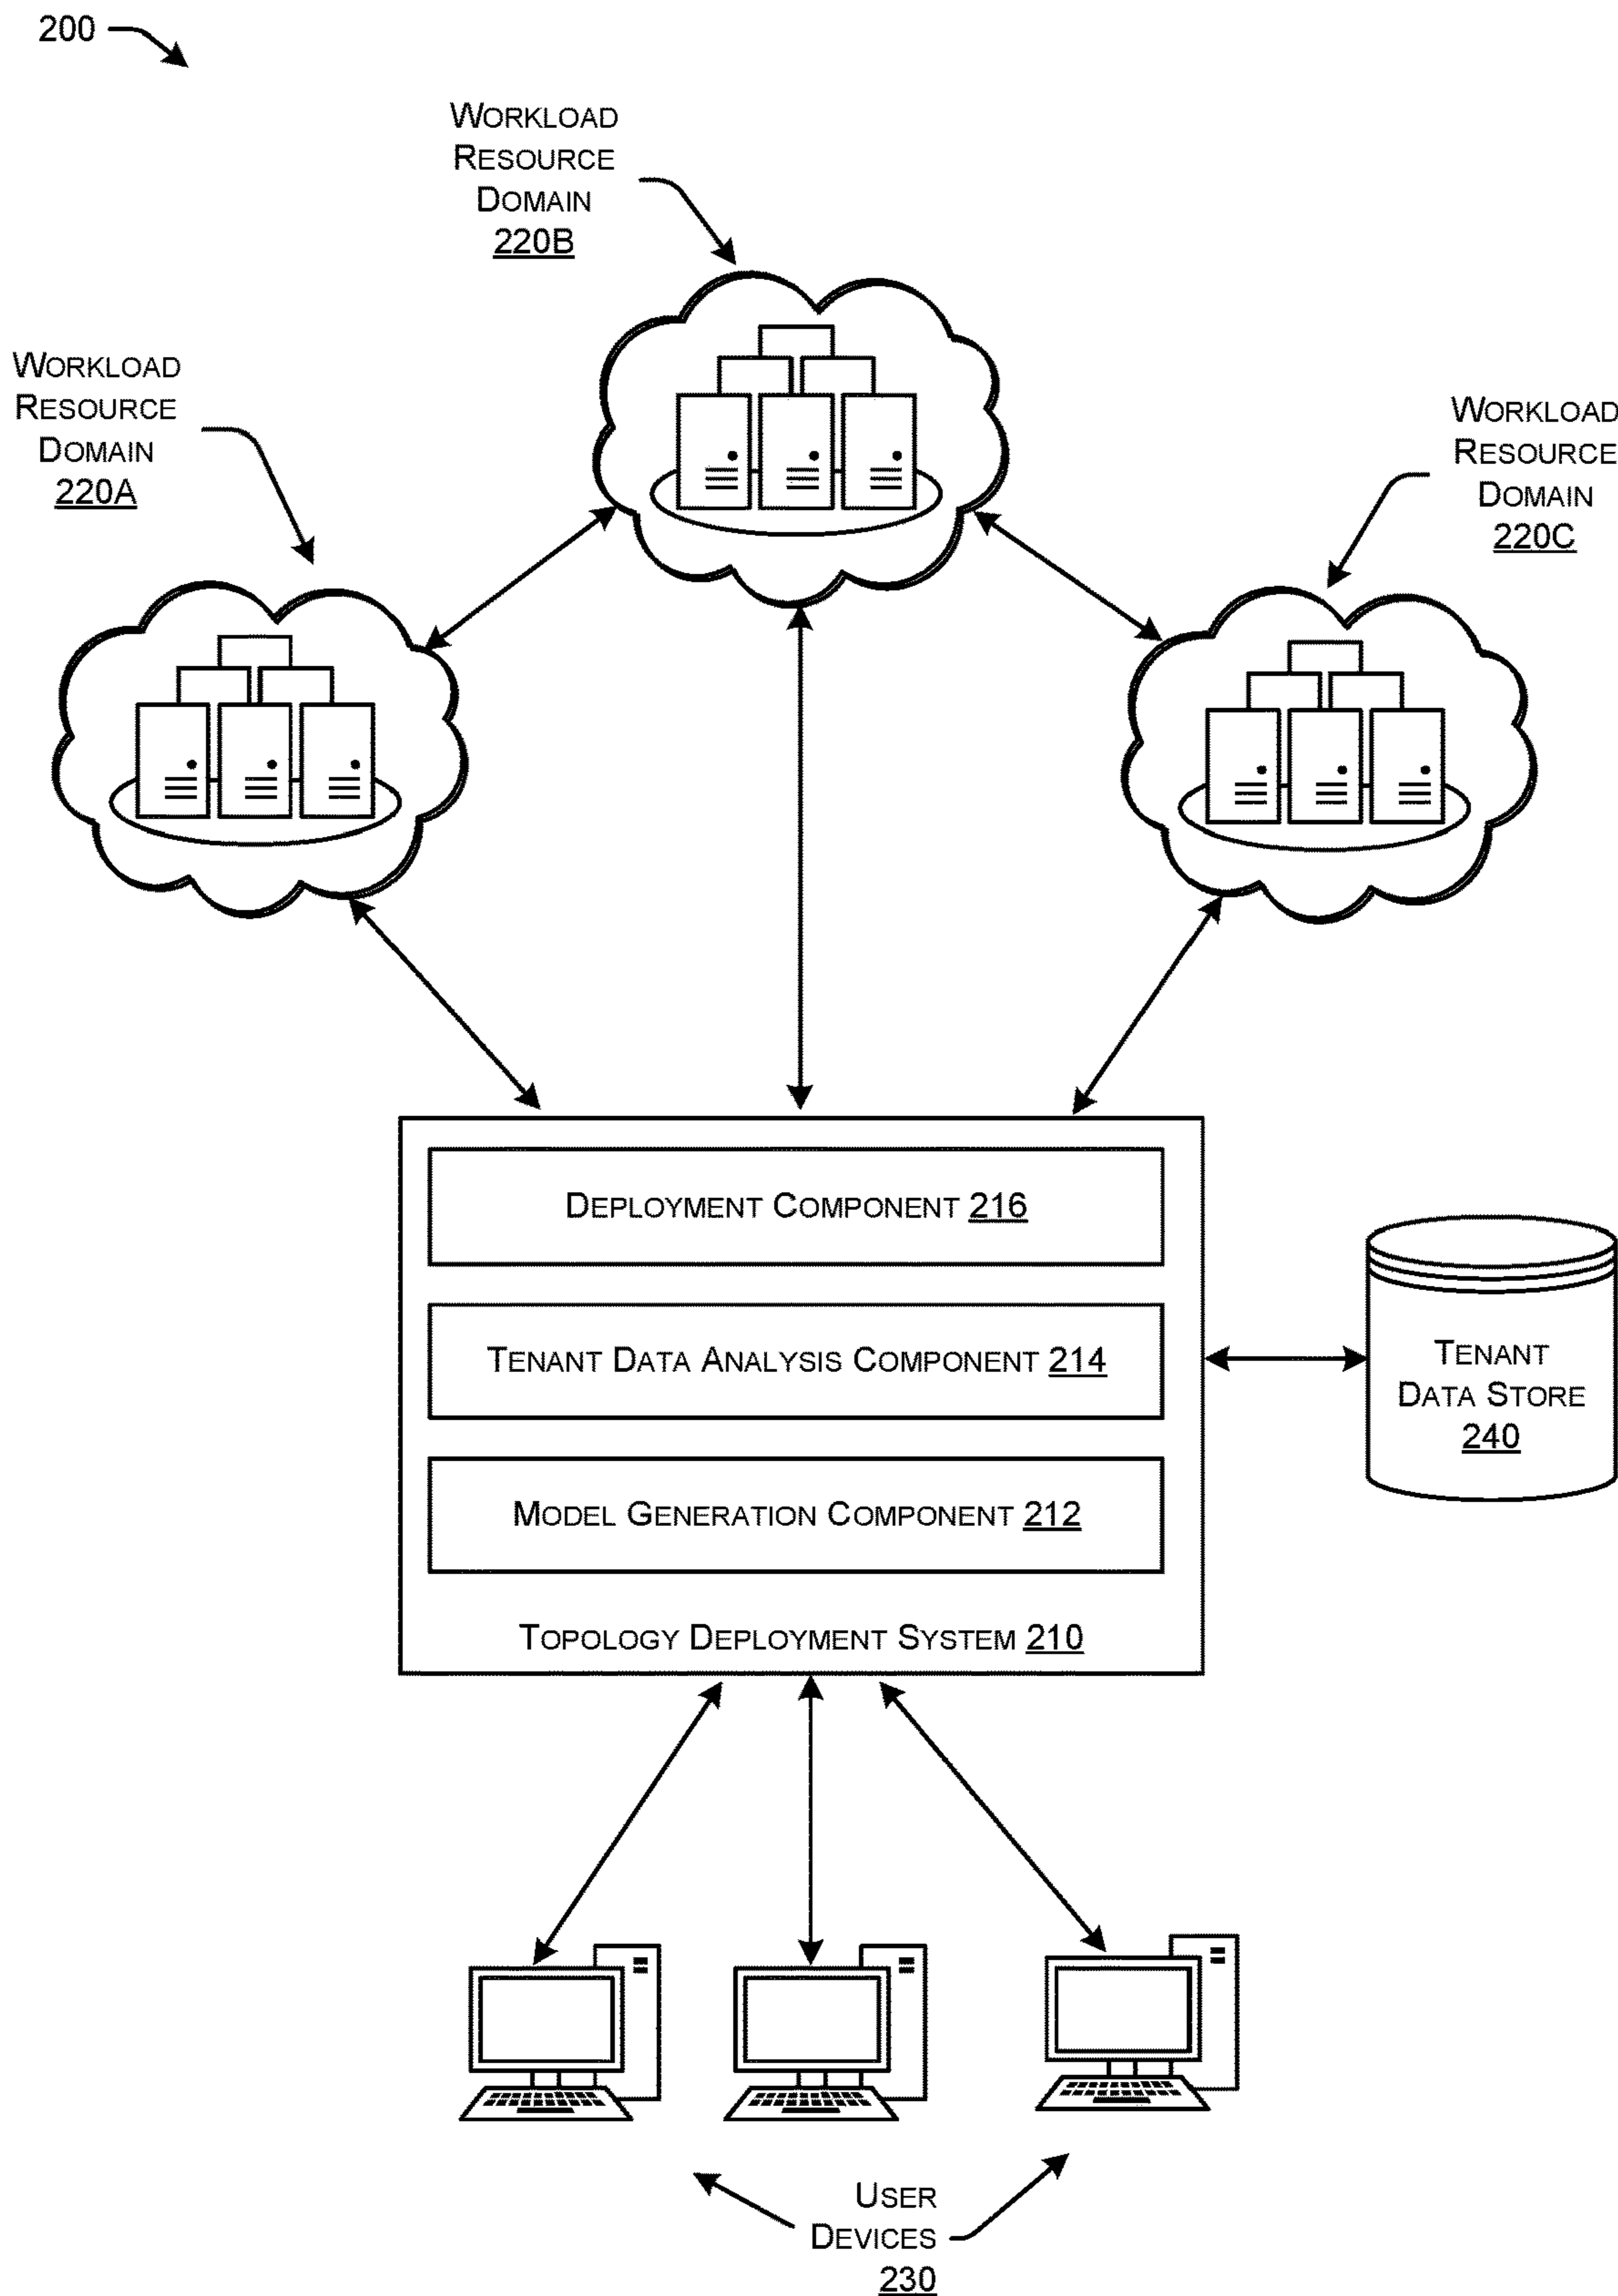 200
WORKLOAD
RESOURCE
DOMAIN
220B
WORKLOAD
RESOURCE
DOMAIN
220A
WORKLOAD
RESOURCE
DOMAIN
220C
DEPLOYMENT COMPONENT 216
TENANT DATA ANALYSIS COMPONENT 214
MODEL GENERATION COMPONENT 212
TOPOLOGY DEPLOYMENT SYSTEM 210
TENANT
DATA STORE
240
USER
DEVICES
230